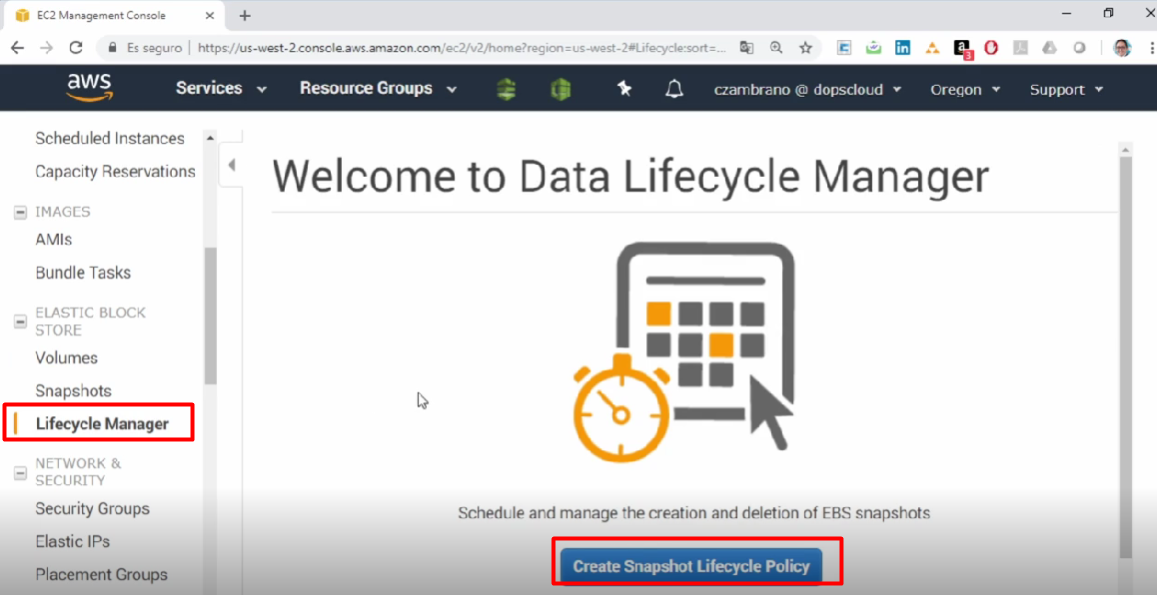 EC2 Management Console
Es seguro
https://us-west-2.console.aws.amazon.com/ec2/v2/home?region=us-west-2#Lifecycle:sort=...
aws
Services
Resource Groups
czambrano @ dopscloud
Oregon
Support
Scheduled Instances
Capacity Reservations
IMAGES
AMIs
Bundle Tasks
ELASTIC BLOCK
STORE
Volumes
Snapshots
Lifecycle Manager
NETWORK &
SECURITY
Security Groups
Elastic IPs
Placement Groups
Welcome to Data Lifecycle Manager
Schedule and manage the creation and deletion of EBS snapshots
Create Snapshot Lifecycle Policy